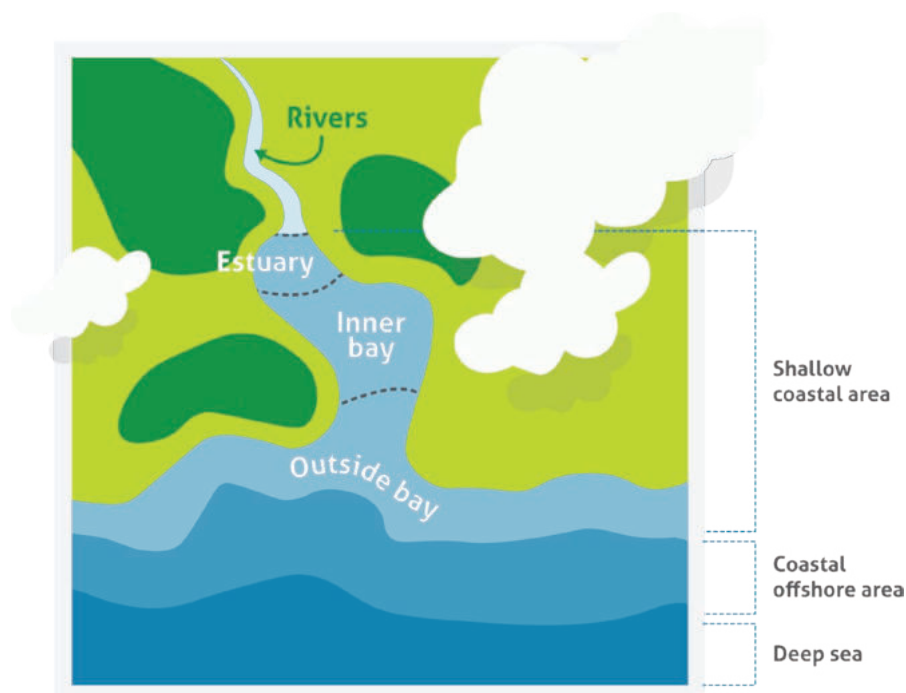 Rivers
Estuary
Inner
bay
Outside bay
Shallow
coastal area
Coastal
offshore area
Deep sea